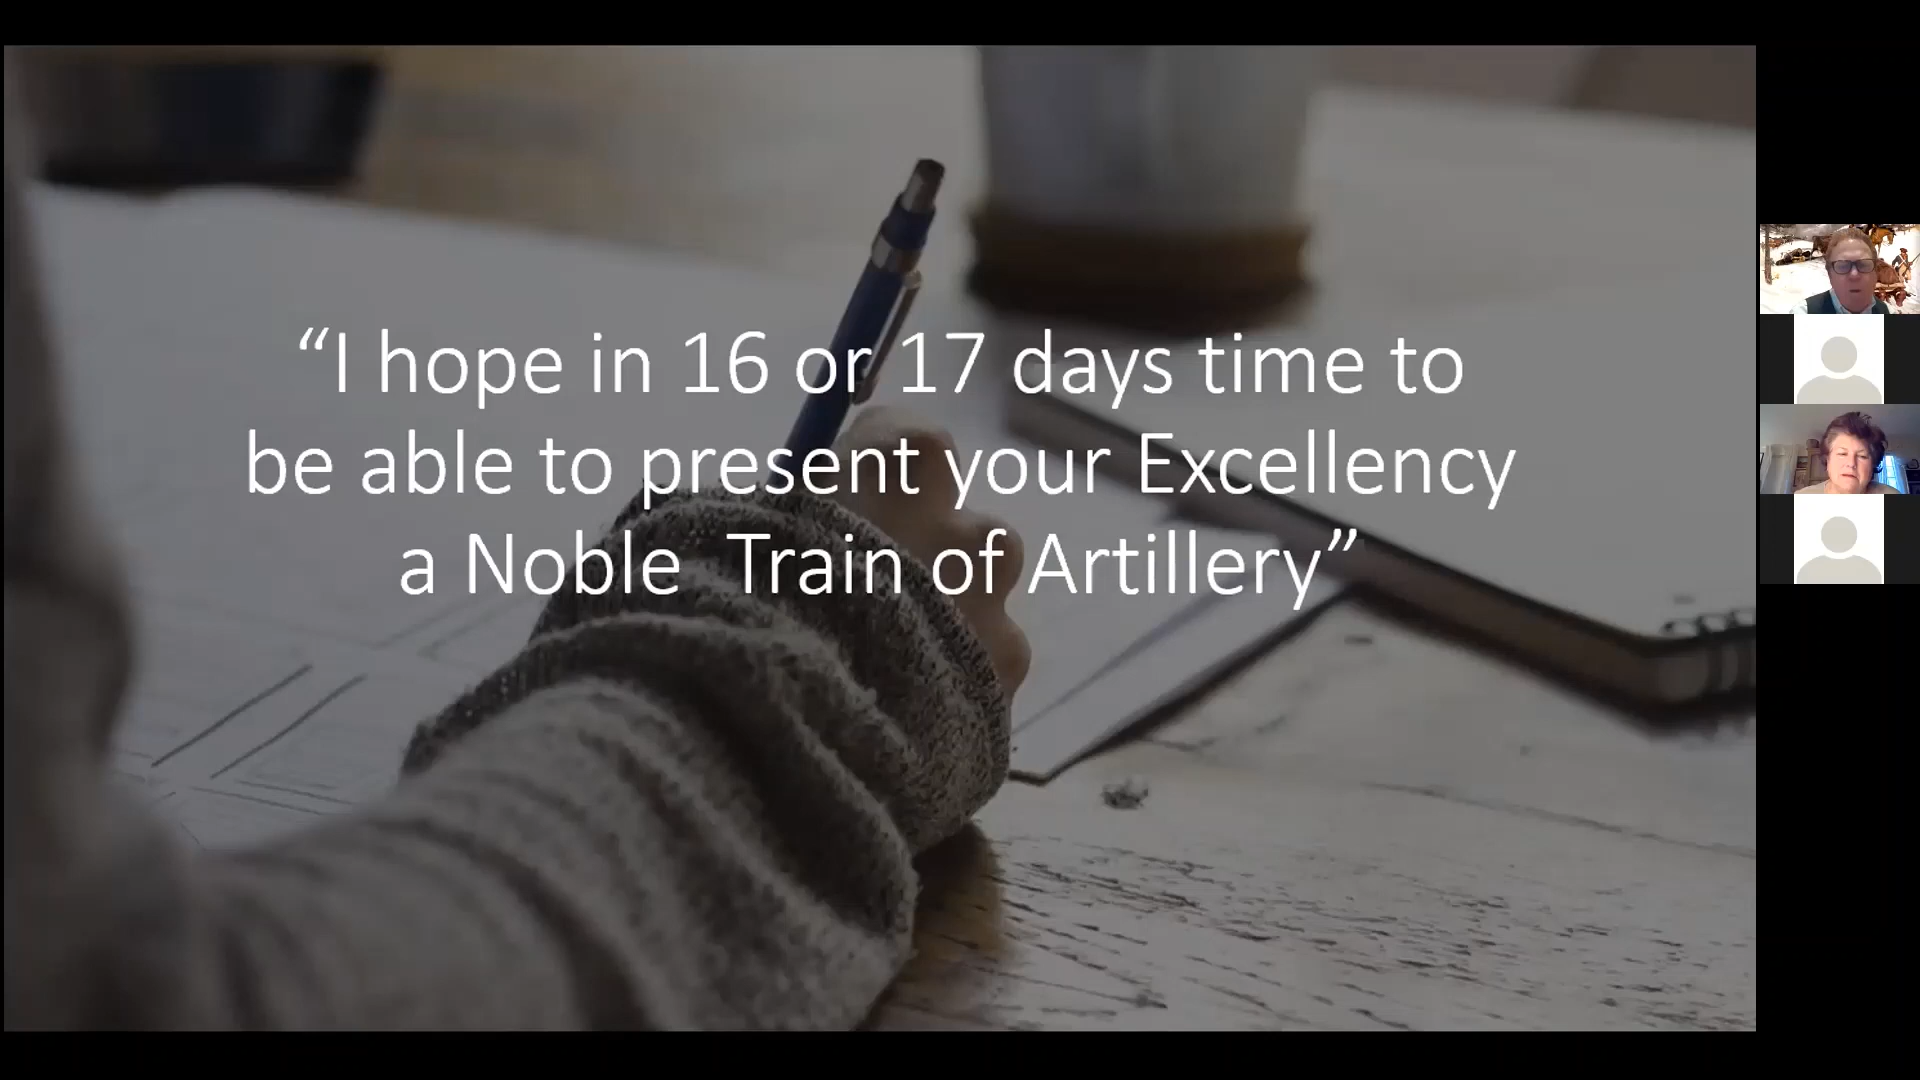 “I hope in 16 or 17 days time to
be able to present your Excellency
a Noble  Train of Artillery”